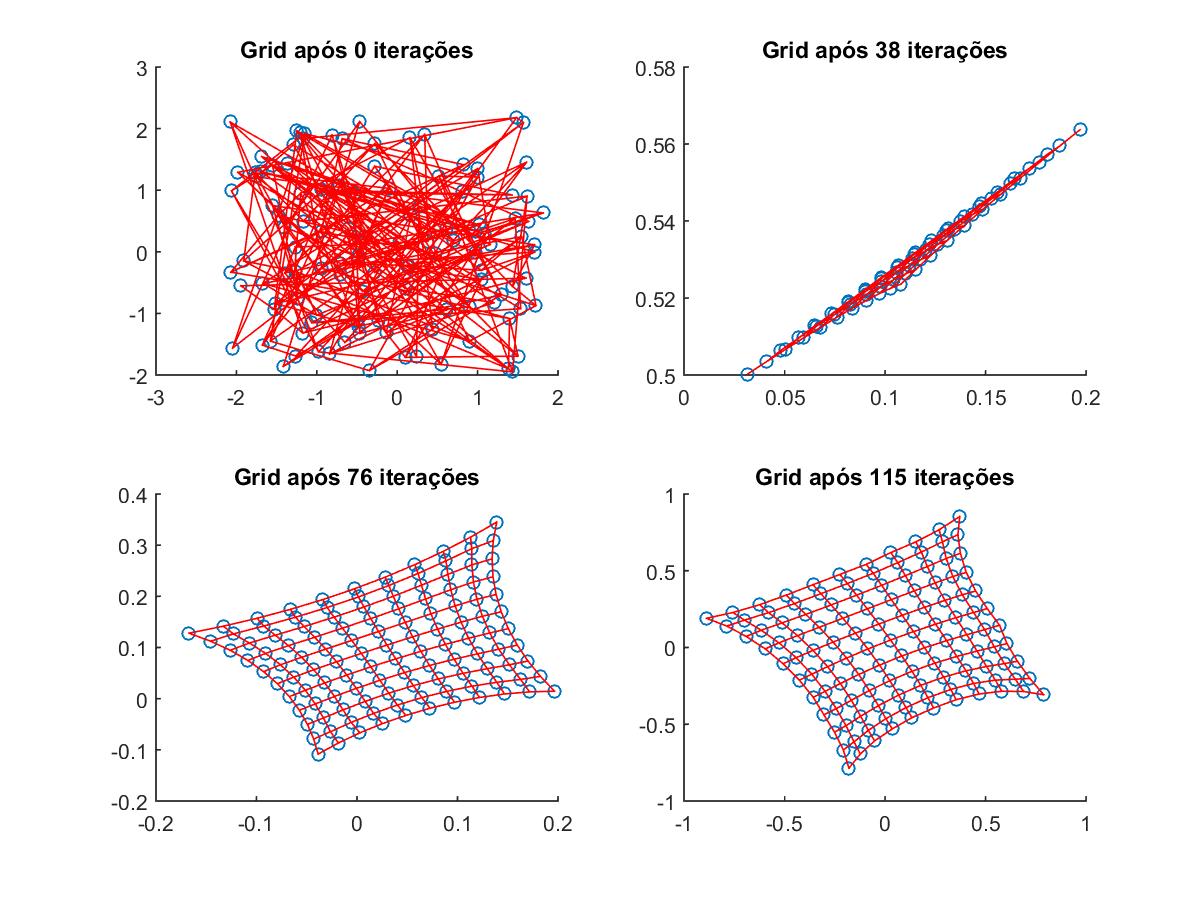 Grid após 0 iterações
3
2
1
0
-1
-2
-3 -2 -1 0 1 2
Grid após 38 iterações
0.58
0.56
0.54
0.52
0.5
0 0.05 0.1 0.15 0.2
Grid após 76 iterações
0.4
0.3
0.2
0.1
0
-0.1
-0.2
-0.2 -0.1 0 0.1 0.2
Grid após 115 iterações
1
0.5
0
-0.5
-1
-1 -0.5 0 0.5 1